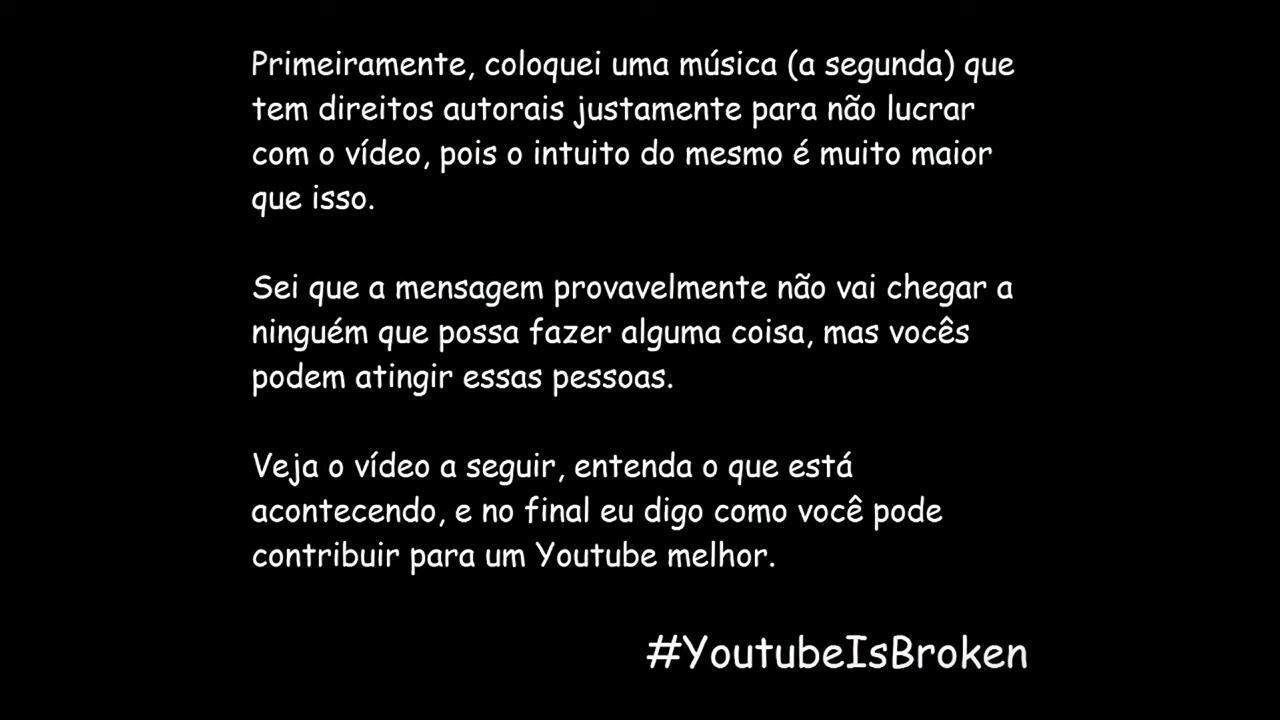 Primeiramente, coloquei uma música (a segunda) que
tem direitos autorais justamente para não lucrar
com o vídeo, pois o intuito do mesmo é muito maior
que isso.
Sei que a mensagem provavelmente não vai chegar a
ninguém que possa fazer alguma coisa, mas vocês
podem atingir essas pessoas.
Veja o vídeo a seguir, entenda o que está
acontecendo, e no final eu digo como você pode
contribuir para um Youtube melhor.
#YoutubeIsBroken